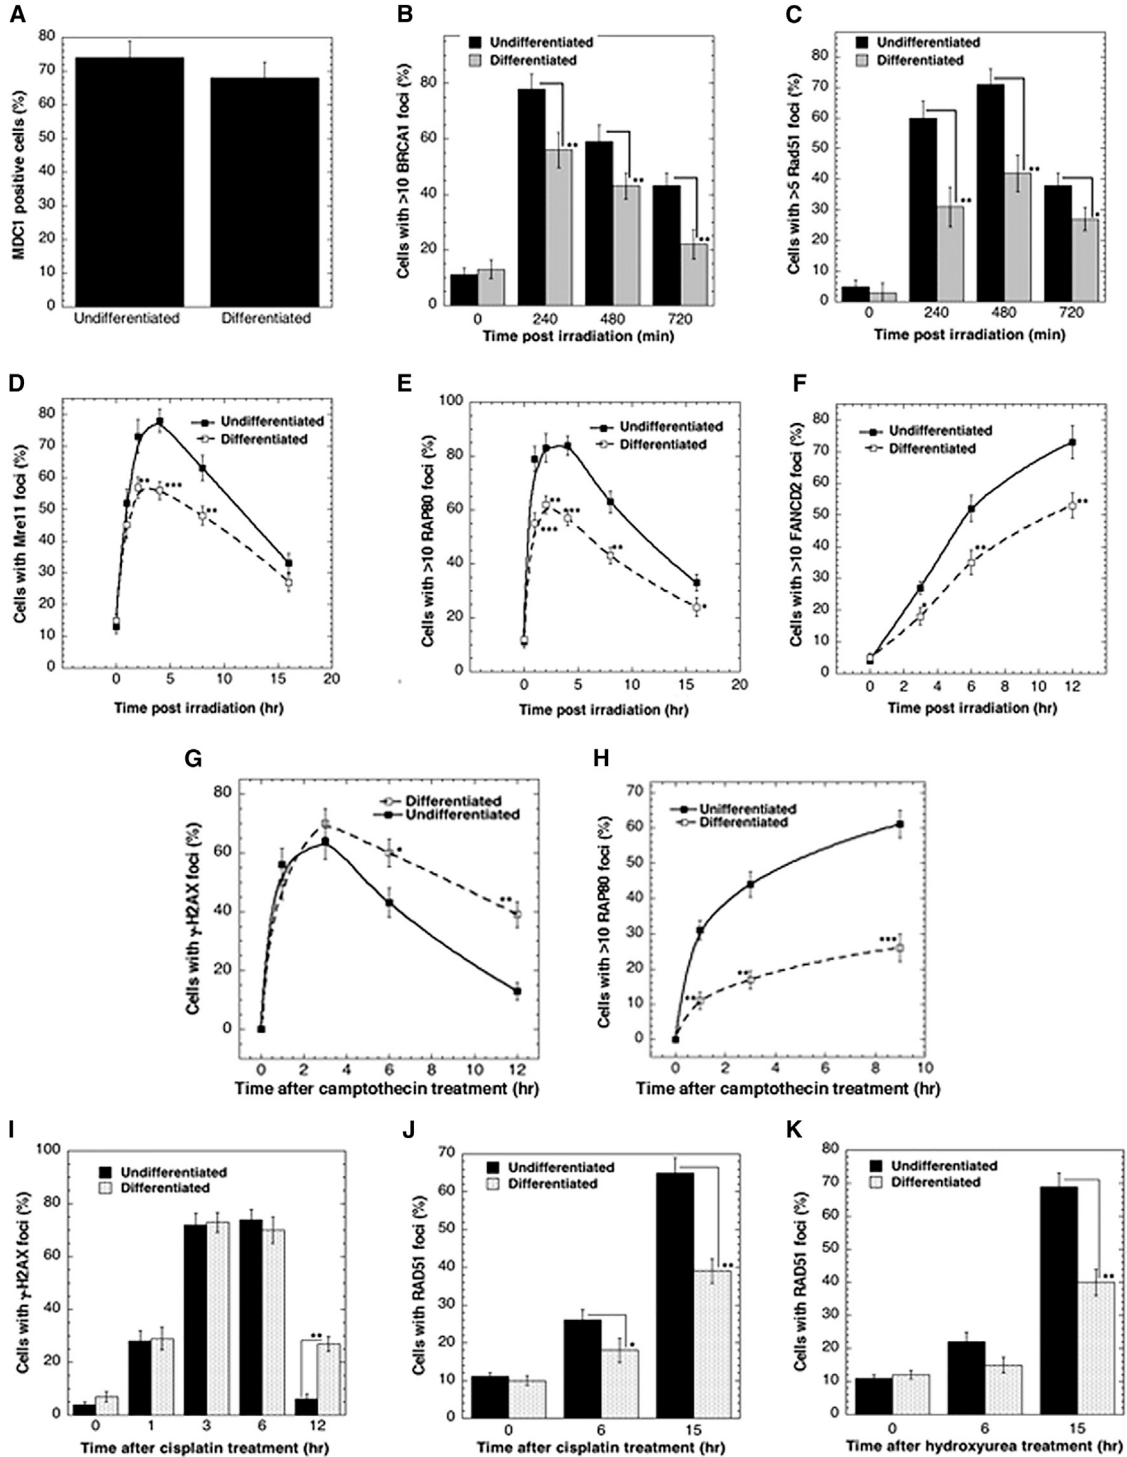 A
MDC1 positive cells (%)
80
70
60
50
40
30
20
10
0
Undifferentiated
Differentiated
B
Cells with >10 BRCA1 foci (%)
Undifferentiated
Differentiated
80
60
40
20
0
**
**
**
0
240
480
720
Time post irradiation (min)
C
Cells with >5 Rad51 foci (%)
Undifferentiated
Differentiated
80
70
60
50
40
30
20
10
0
**
**
*
0
240
480
720
Time post irradiation (min)
D
Cells with Mre11 foci (%)
Undifferentiated
Differentiated
80
70
60
50
40
30
20
10
0
**
***
**
0
5
10
15
20
Time post irradiation (hr)
E
Cells with >10 RAP80 foci (%)
Undifferentiated
Differentiated
100
80
60
40
20
0
**
***
***
**
*
0
5
10
15
20
Time post irradiation (hr)
F
Cells with >10 FANCD2 foci (%)
Undifferentiated
Differentiated
80
70
60
50
40
30
20
10
0
*
**
**
0
2
4
6
8
10
12
Time post irradiation (hr)
G
Cells with γ-H2AX foci (%)
Differentiated
Undifferentiated
80
60
40
20
0
*
**
0
2
4
6
8
10
12
Time after camptothecin treatment (hr)
H
Cells with >10 RAP80 foci (%)
Unifferentiated
Differentiated
70
60
50
40
30
20
10
0
**
**
***
0
2
4
6
8
10
Time after camptothecin treatment (hr)
I
Cells with γ-H2AX foci (%)
Undifferentiated
Differentiated
100
80
60
40
20
0
**
0
1
3
6
12
Time after cisplatin treatment (hr)
J
Cells with RAD51 foci (%)
Undifferentiated
Differentiated
70
60
50
40
30
20
10
0
*
**
0
6
15
Time after cisplatin treatment (hr)
K
Cells with RAD51 foci (%)
Undifferentiated
Differentiated
80
70
60
50
40
30
20
10
0
**
0
6
15
Time after hydroxyurea treatment (hr)